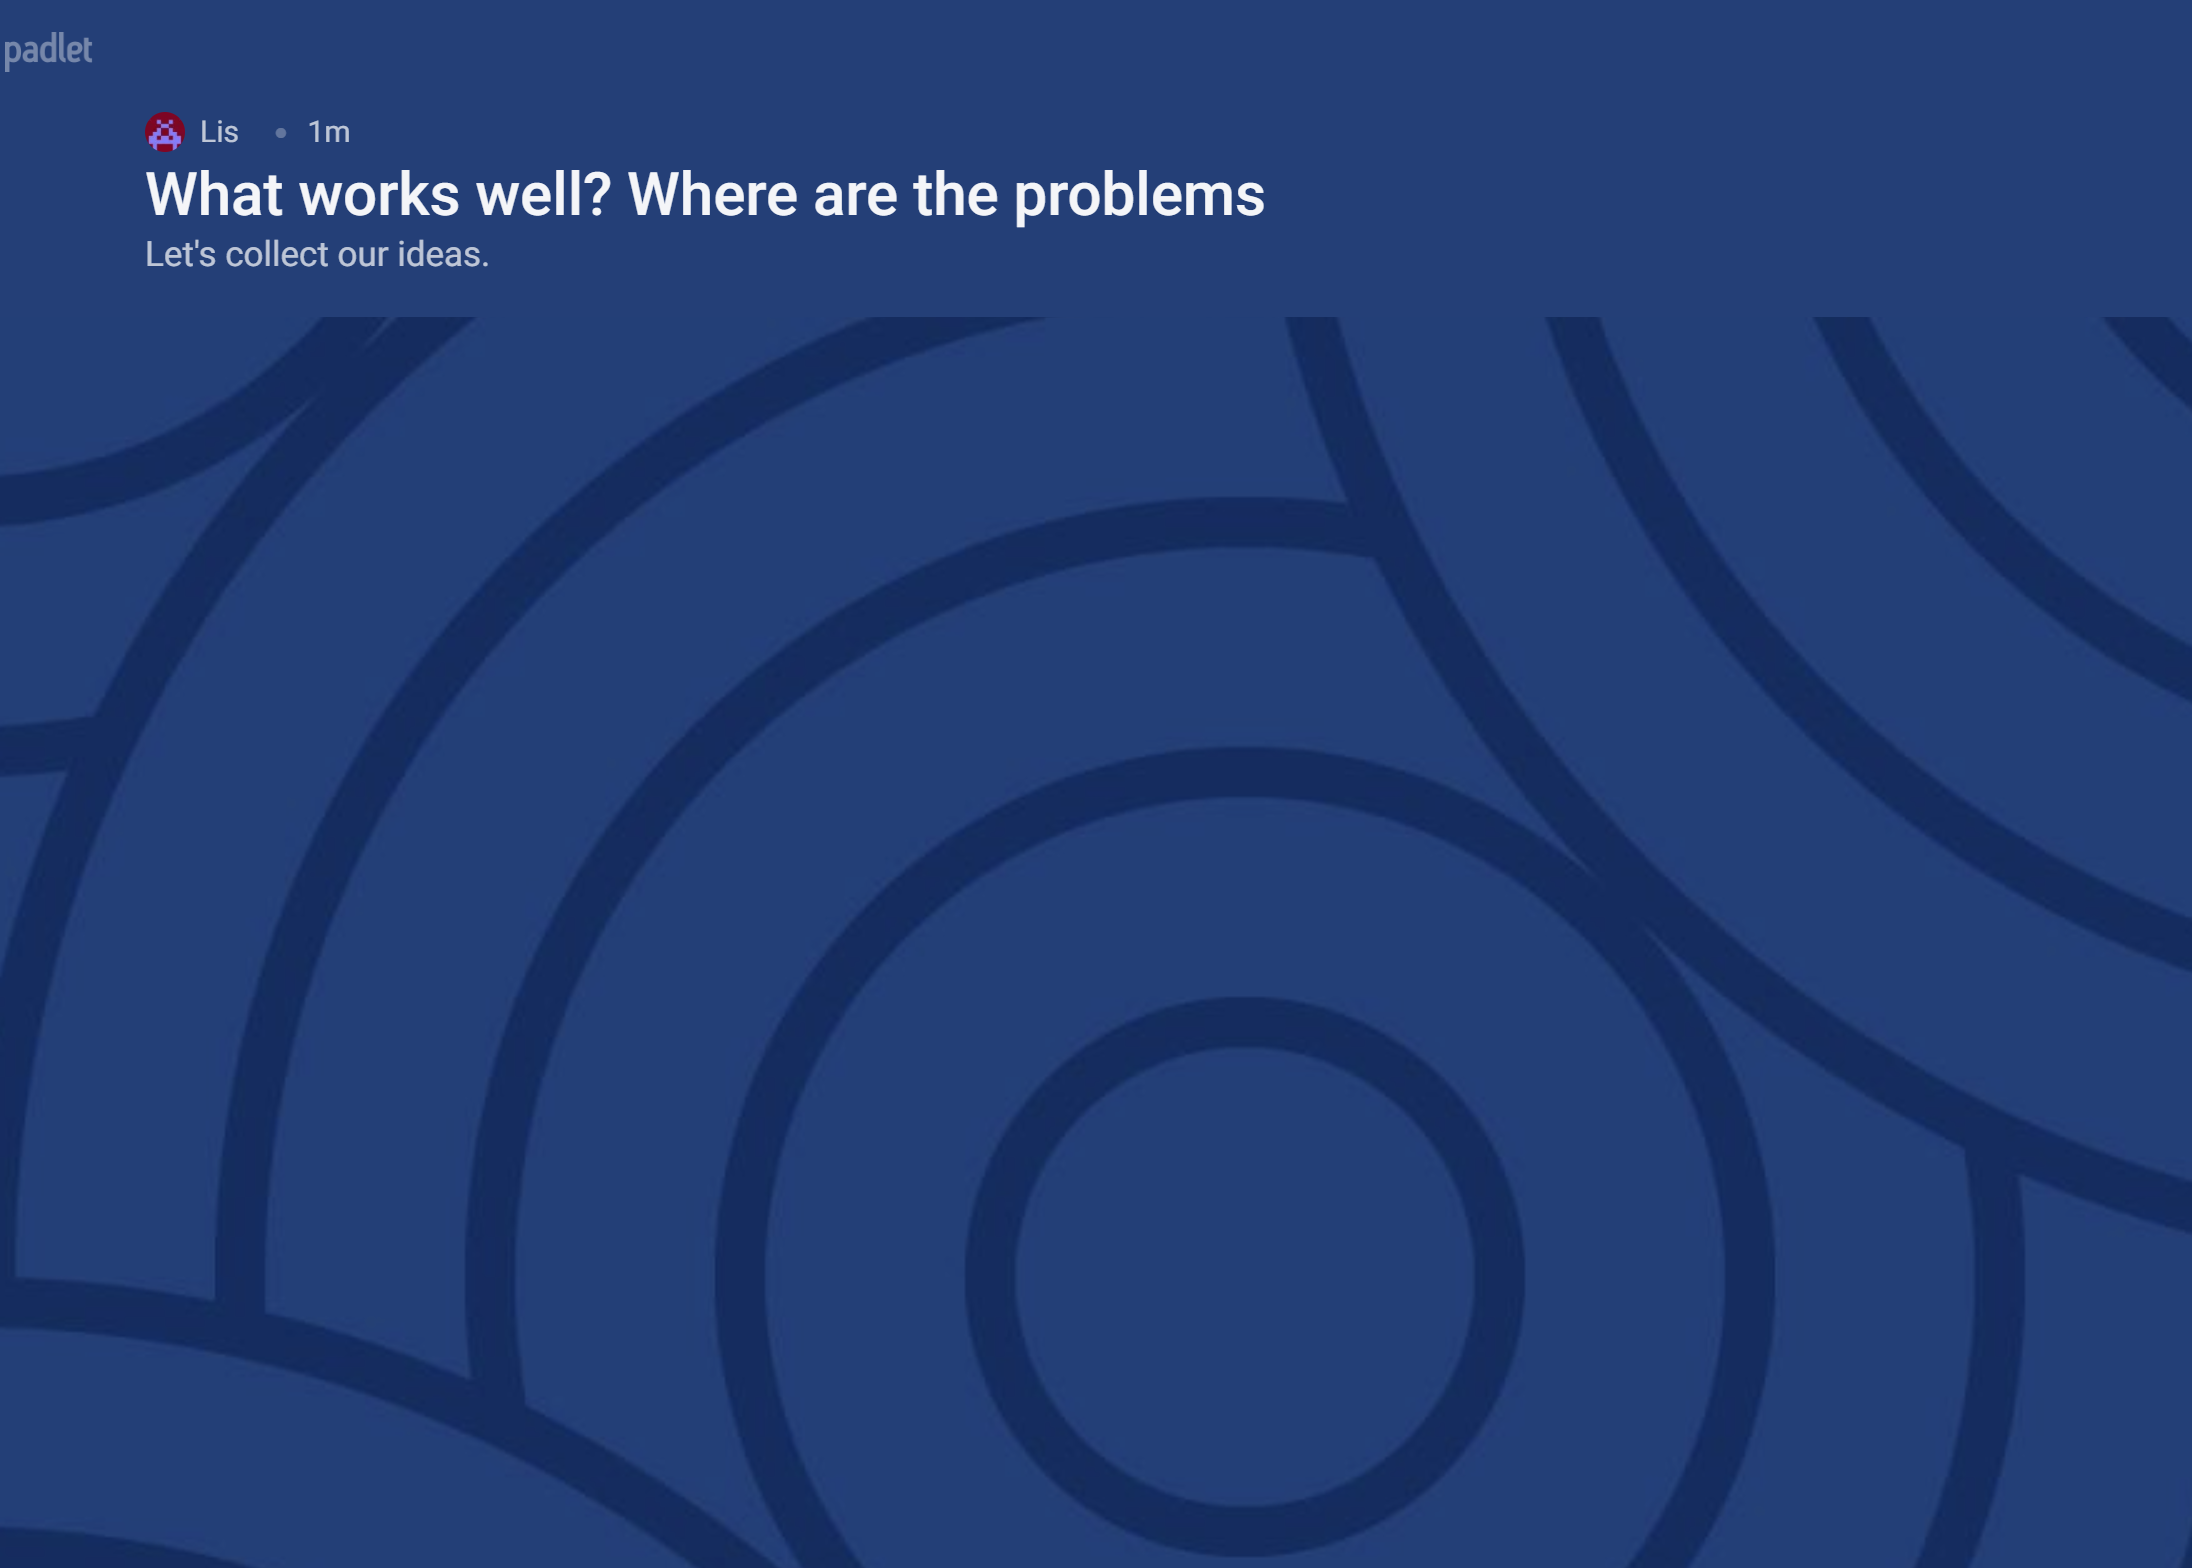 padlet
Lis • 1m
What works well? Where are the problems
Let's collect our ideas.